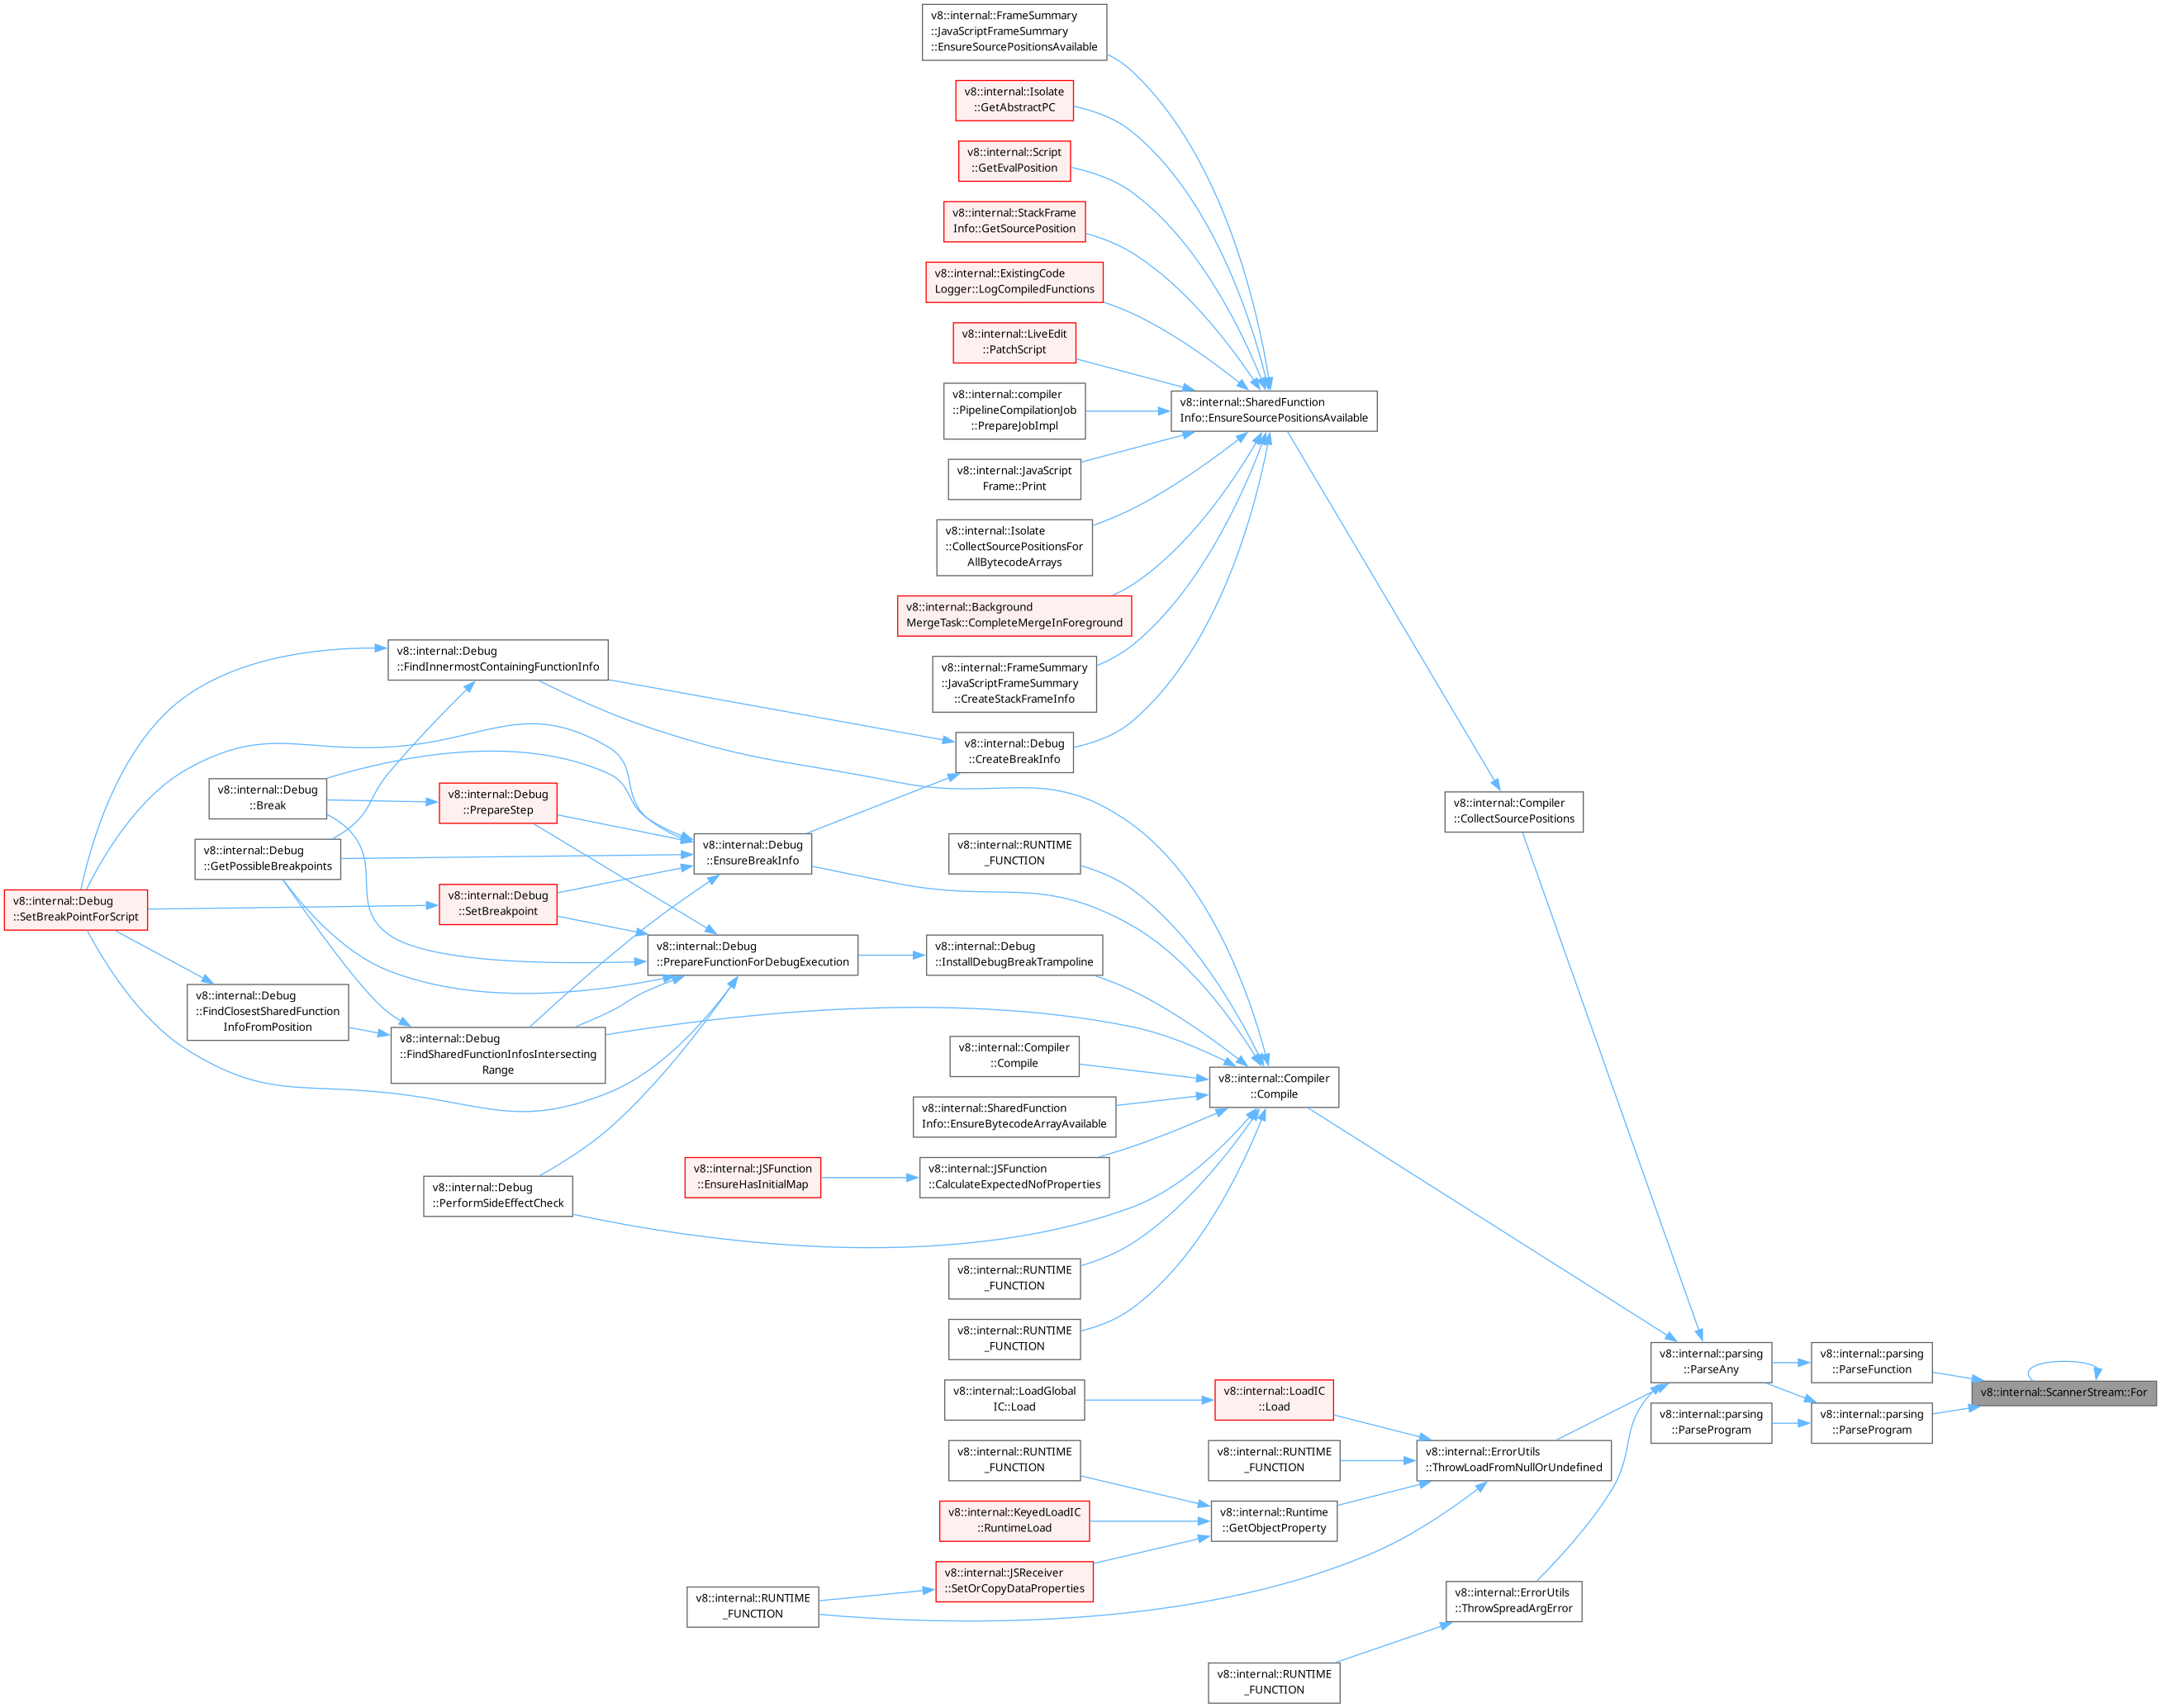 v8::internal::FrameSummary
::JavaScriptFrameSummary
::EnsureSourcePositionsAvailable
v8::internal::Isolate
::GetAbstractPC
v8::internal::Script
::GetEvalPosition
v8::internal::StackFrame
Info::GetSourcePosition
v8::internal::ExistingCode
Logger::LogCompiledFunctions
v8::internal::LiveEdit
::PatchScript
v8::internal::compiler
::PipelineCompilationJob
::PrepareJobImpl
v8::internal::SharedFunction
Info::EnsureSourcePositionsAvailable
v8::internal::JavaScript
Frame::Print
v8::internal::Isolate
::CollectSourcePositionsFor
AllBytecodeArrays
v8::internal::Background
MergeTask::CompleteMergeInForeground
v8::internal::Debug
::FindInnermostContainingFunctionInfo
v8::internal::FrameSummary
::JavaScriptFrameSummary
::CreateStackFrameInfo
v8::internal::Debug
::CreateBreakInfo
v8::internal::Debug
::Break
v8::internal::Debug
::PrepareStep
v8::internal::Compiler
::CollectSourcePositions
v8::internal::Debug
::GetPossibleBreakpoints
v8::internal::Debug
::EnsureBreakInfo
v8::internal::RUNTIME
_FUNCTION
v8::internal::Debug
::SetBreakPointForScript
v8::internal::Debug
::SetBreakpoint
v8::internal::Debug
::PrepareFunctionForDebugExecution
v8::internal::Debug
::InstallDebugBreakTrampoline
v8::internal::Debug
::FindClosestSharedFunction
InfoFromPosition
v8::internal::Debug
::FindSharedFunctionInfosIntersecting
Range
v8::internal::Compiler
::Compile
v8::internal::Compiler
::Compile
v8::internal::SharedFunction
Info::EnsureBytecodeArrayAvailable
v8::internal::Debug
::PerformSideEffectCheck
v8::internal::JSFunction
::EnsureHasInitialMap
v8::internal::JSFunction
::CalculateExpectedNofProperties
v8::internal::RUNTIME
_FUNCTION
v8::internal::RUNTIME
_FUNCTION
v8::internal::parsing
::ParseAny
v8::internal::parsing
::ParseFunction
v8::internal::ScannerStream::For
v8::internal::LoadGlobal
IC::Load
v8::internal::LoadIC
::Load
v8::internal::parsing
::ParseProgram
v8::internal::parsing
::ParseProgram
v8::internal::RUNTIME
_FUNCTION
v8::internal::RUNTIME
_FUNCTION
v8::internal::ErrorUtils
::ThrowLoadFromNullOrUndefined
v8::internal::KeyedLoadIC
::RuntimeLoad
v8::internal::Runtime
::GetObjectProperty
v8::internal::JSReceiver
::SetOrCopyDataProperties
v8::internal::RUNTIME
_FUNCTION
v8::internal::ErrorUtils
::ThrowSpreadArgError
v8::internal::RUNTIME
_FUNCTION